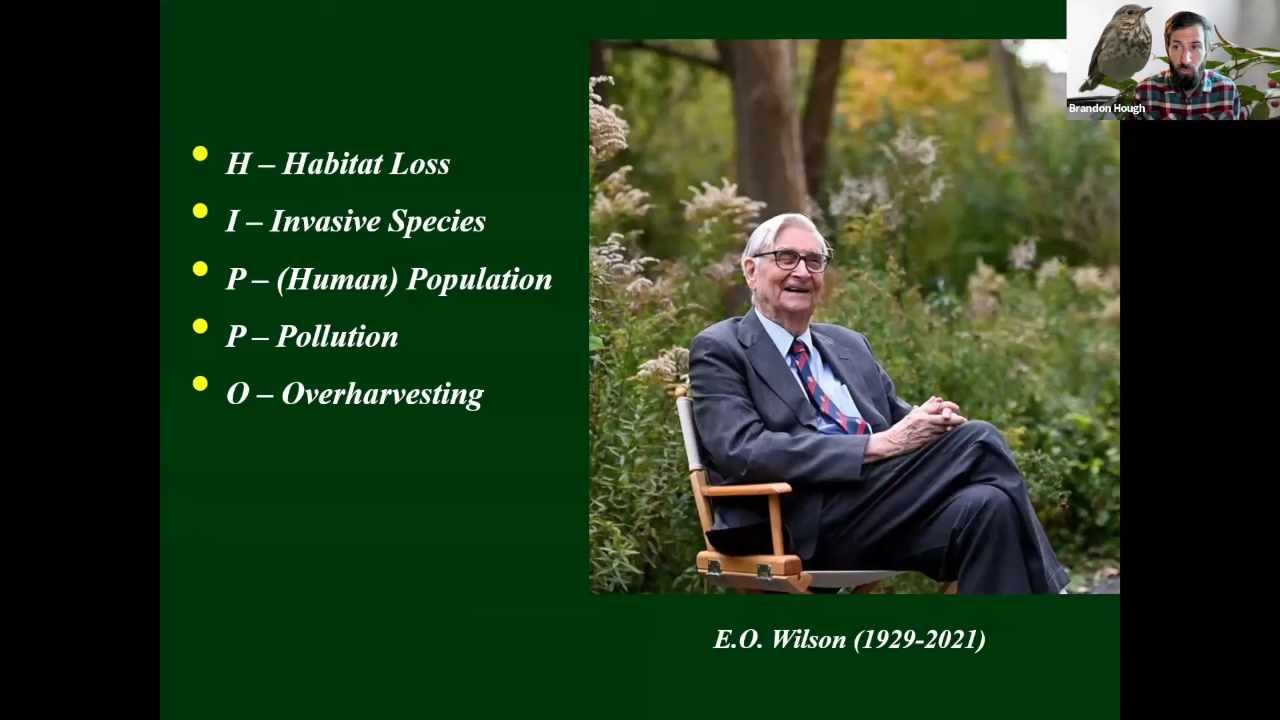 H – Habitat Loss
I – Invasive Species
P – (Human) Population
P – Pollution
O – Overharvesting
E.O. Wilson (1929-2021)
Brandon Hough